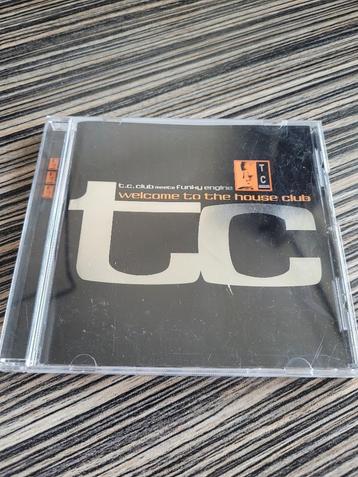 t.c. club meets funky engine
welcome to the house club
T
C
tc